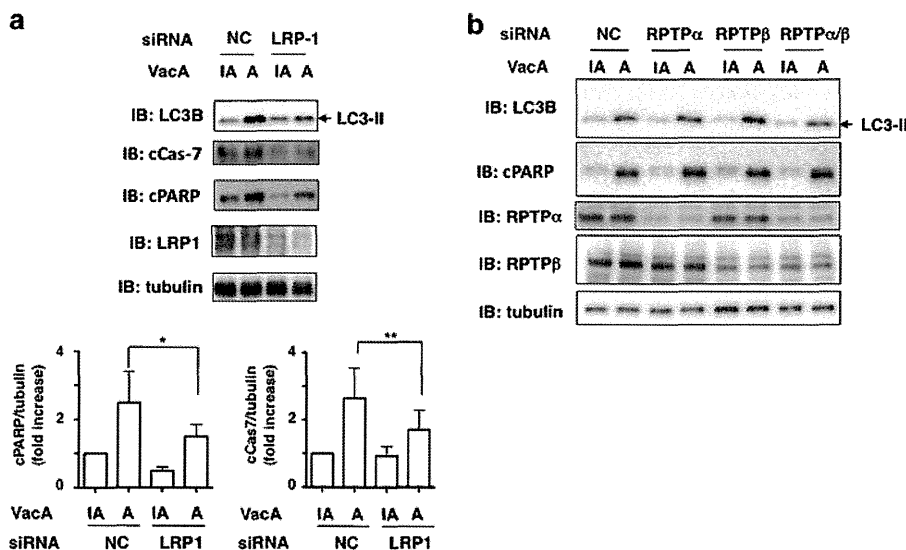 a
siRNA NC LRP-1
VacA IA A IA A
IB: LC3B
LC3-II
IB: cCas-7
IB: cPARP
IB: LRP1
IB: tubulin
cPARP/tubulin
(fold increase)
4
2
0
*
VacA IA A IA A
siRNA NC LRP1
cCas7/tubulin
(fold increase)
4
2
0
**
VacA IA A IA A
siRNA NC LRP1
b
siRNA NC RPTPα RPTPβ RPTPα/β
VacA IA A IA A IA A IA A
IB: LC3B
LC3-II
IB: cPARP
IB: RPTPα
IB: RPTPβ
IB: tubulin